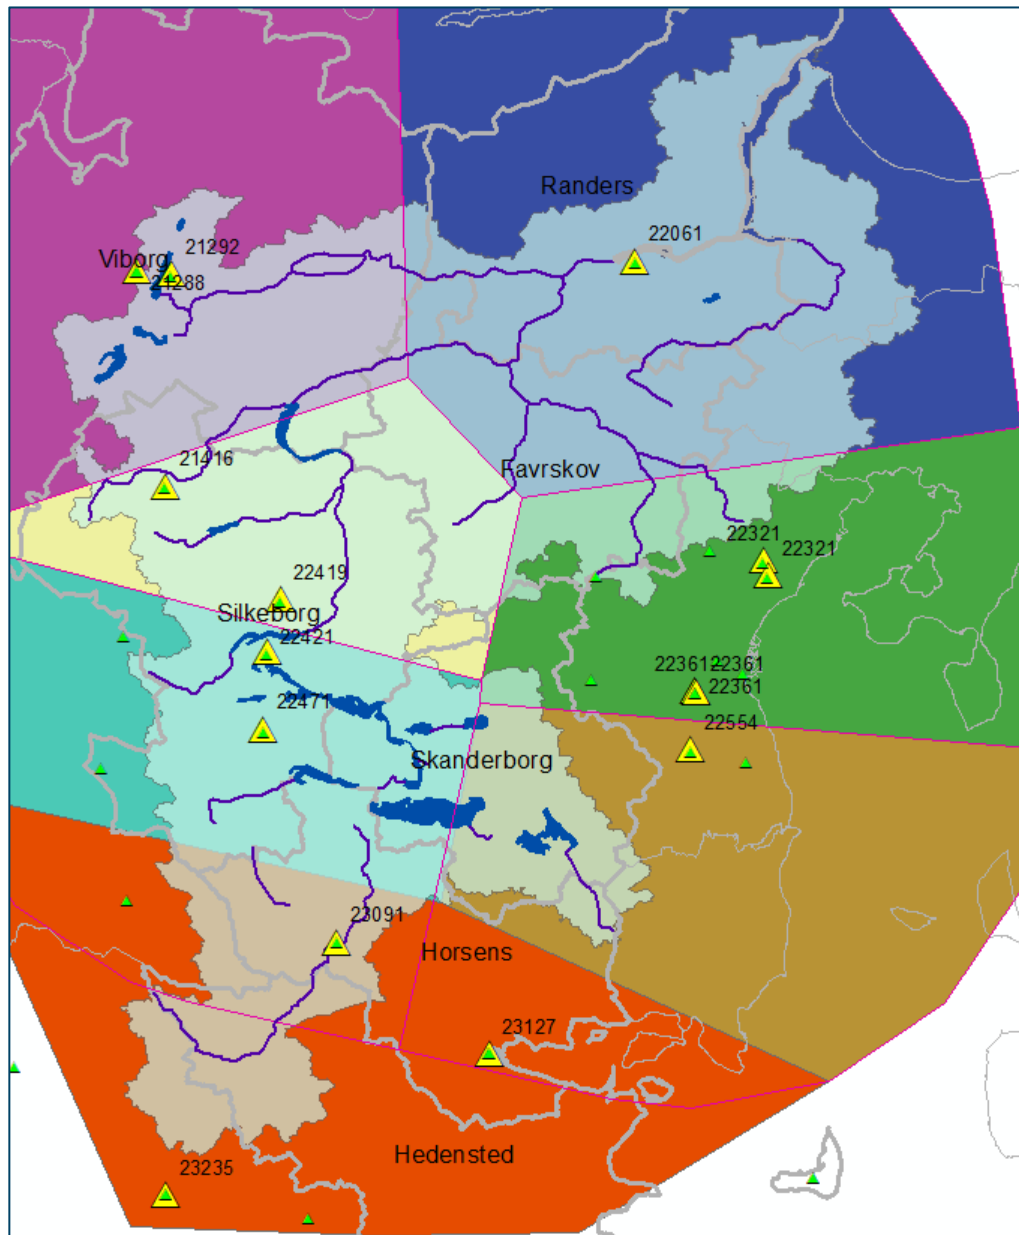 Randers
21292
22061
Viborg
21288
21416
Favrskov
22321
22321
22419
Silkeborg
22421
22361
22361
22361
22471
22554
Skanderborg
23091
Horsens
23127
Hedensted
23235